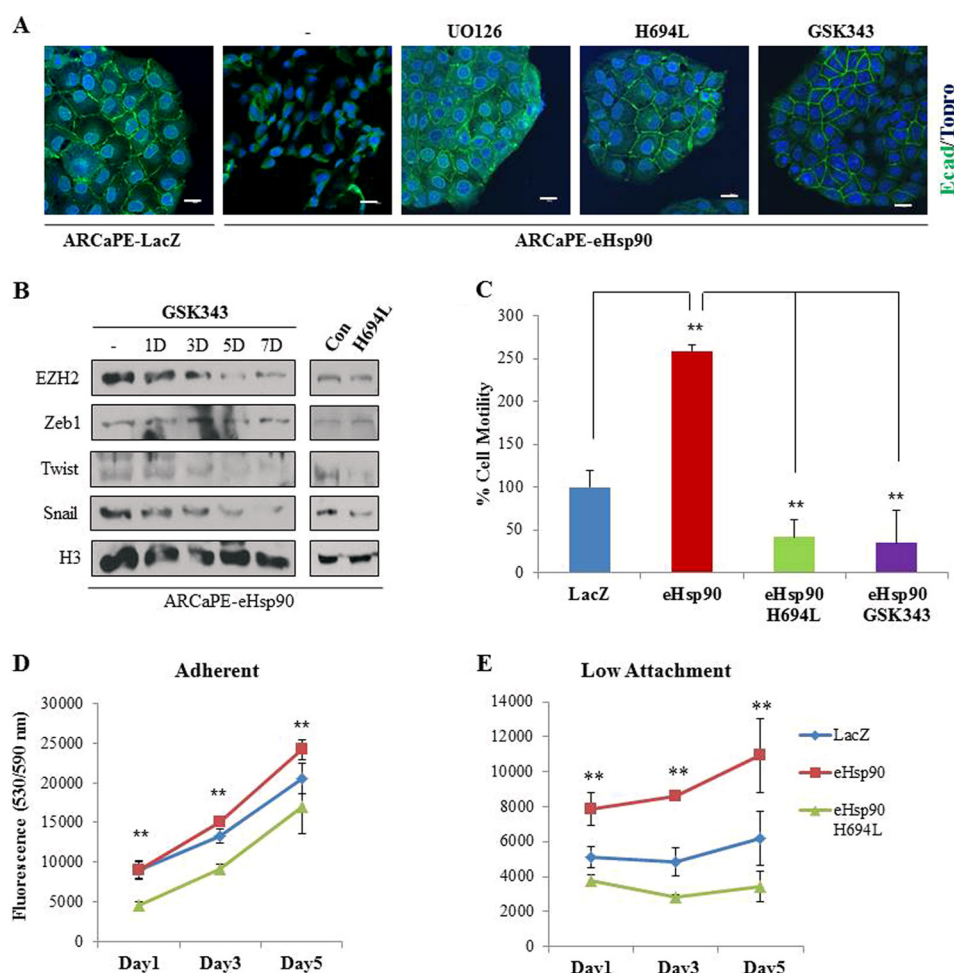 A
-
UO126
H694L
GSK343
Ecad/Topro
ARCaPE-LacZ
ARCaPE-eHsp90
B
GSK343
- 1D 3D 5D 7D
Con H694L
EZH2
Zeb1
Twist
Snail
H3
ARCaPE-eHsp90
C
% Cell Motility
300
250
200
150
100
50
0
**
**
**
LacZ
eHsp90
eHsp90
H694L
eHsp90
GSK343
D
Adherent
Fluorescence (530/590 nm)
30000
25000
20000
15000
10000
5000
0
**
**
**
Day1
Day3
Day5
E
Low Attachment
14000
12000
10000
8000
6000
4000
2000
0
**
**
**
Day1
Day3
Day5
LacZ
eHsp90
eHsp90
H694L